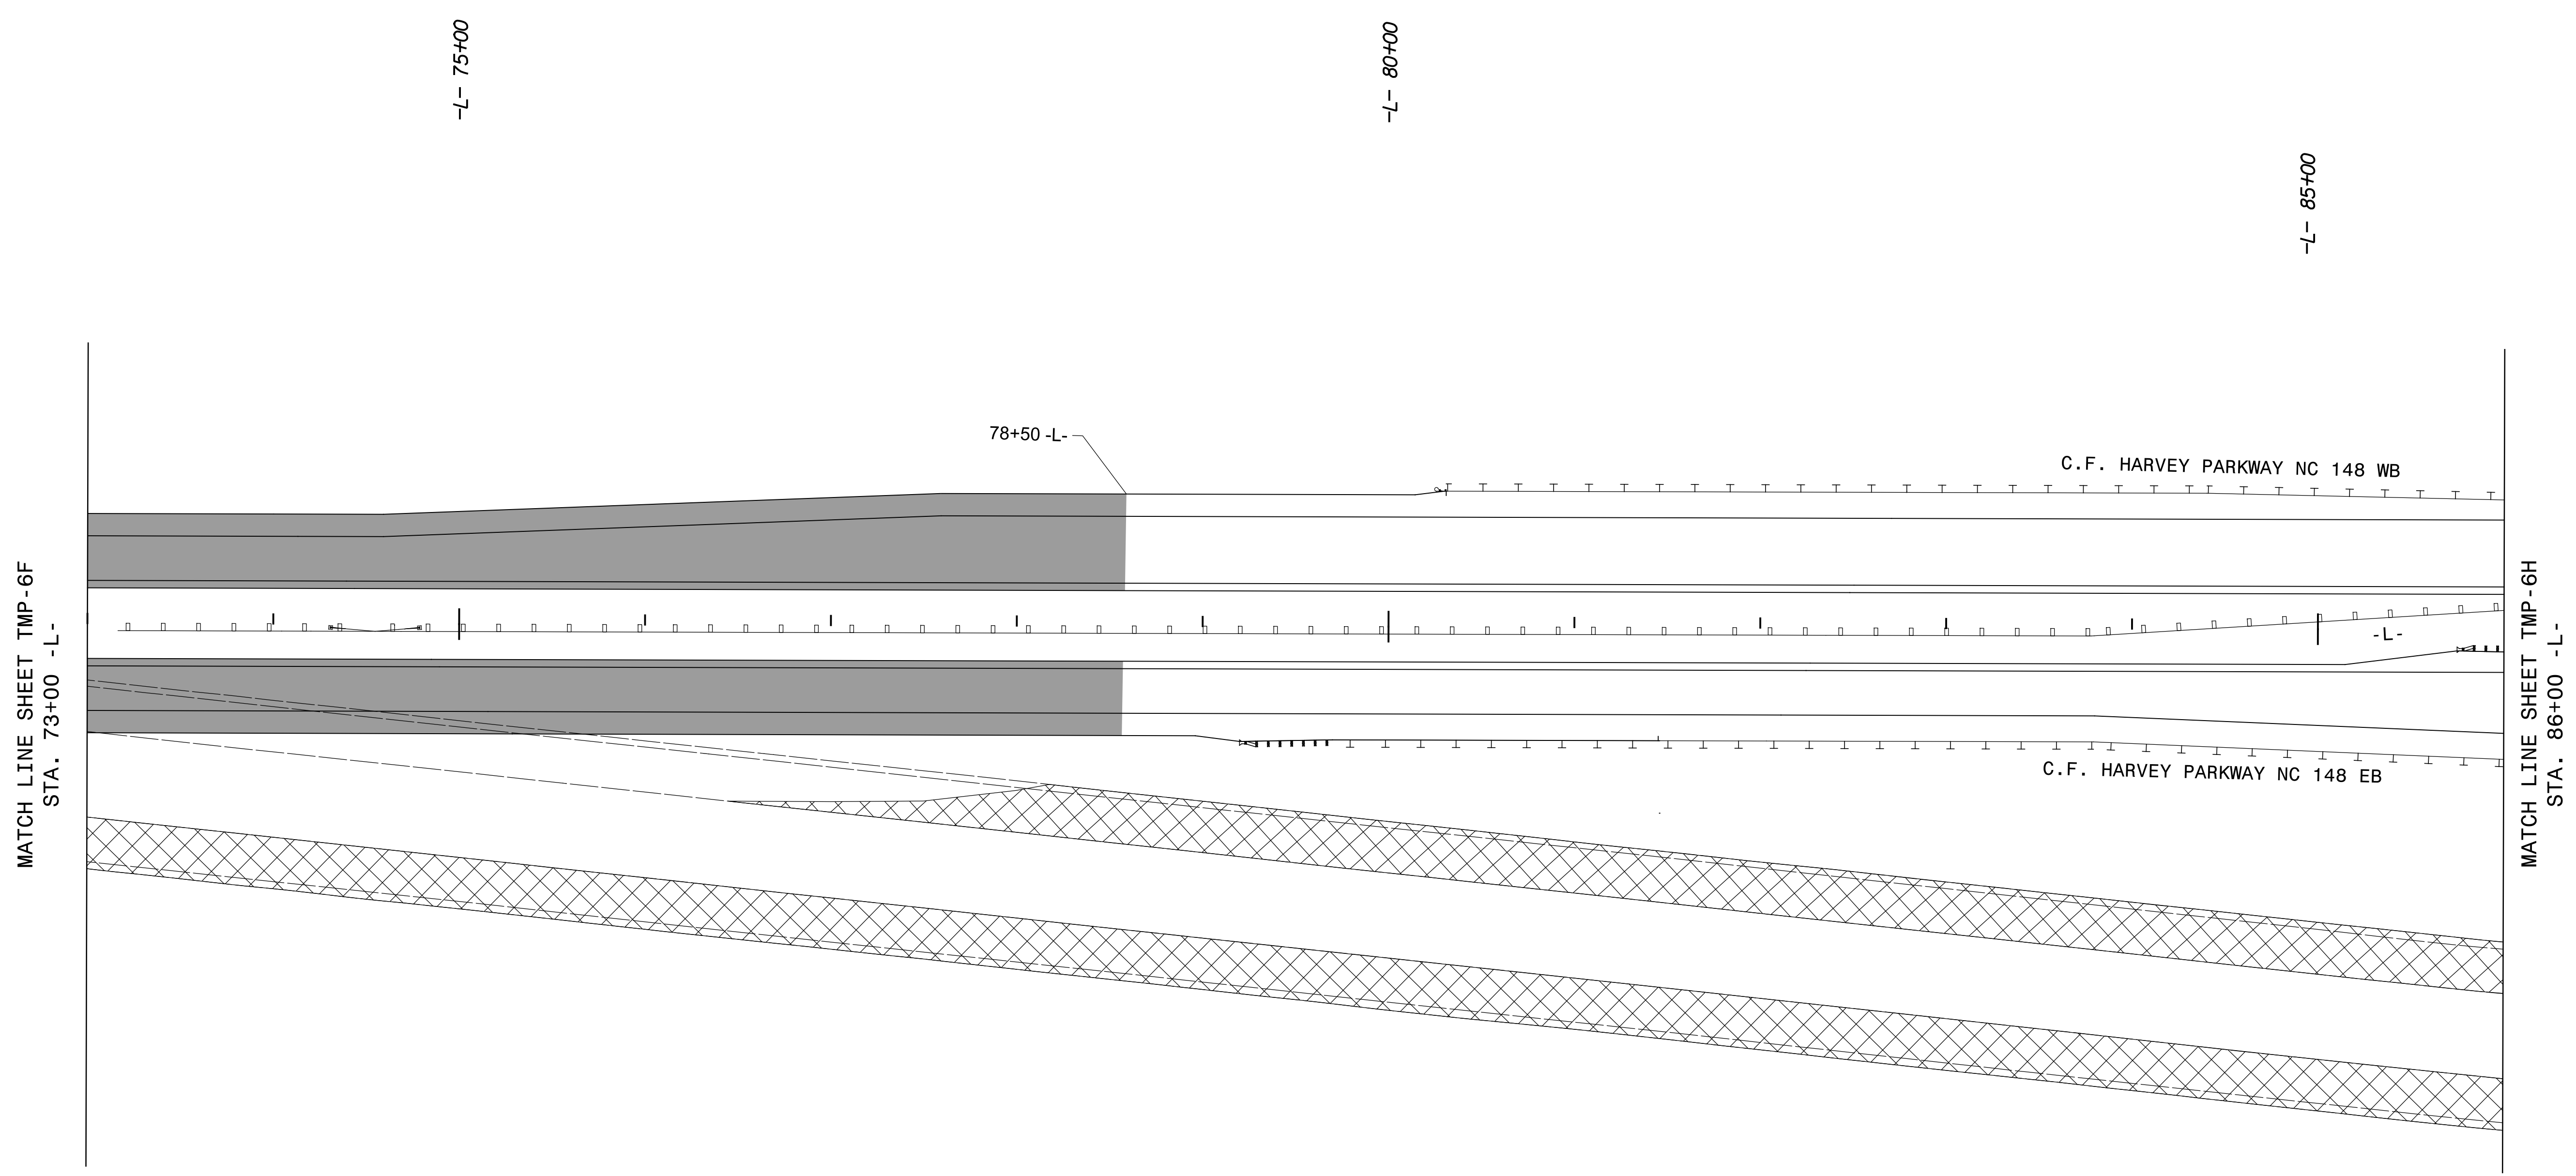 -L- 75+00
-L- 80+00
-L- 85+00
78+50 -L-
C.F. HARVEY PARKWAY NC 148 WB
MATCH LINE SHEET TMP-6F
STA. 73+00 -L-
-L-
C.F. HARVEY PARKWAY NC 148 EB
MATCH LINE SHEET TMP-6H
STA. 86+00 -L-